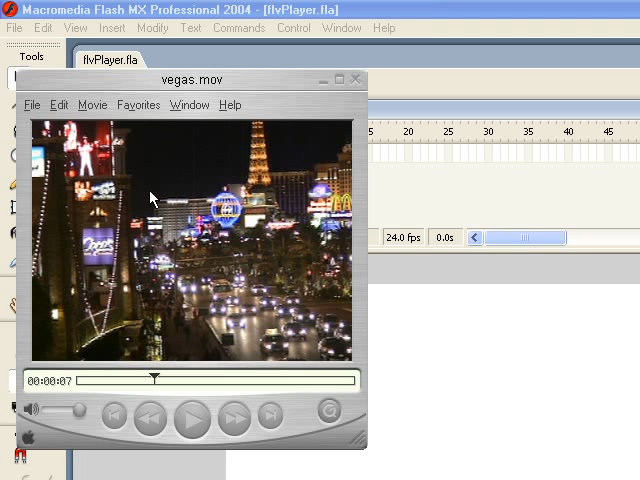 Macromedia Flash MX Professional 2004 - [flvPlayer.fla]
File Edit View Insert Modify Text Commands Control Window Help
Tools
flvPlayer.fla
vegas.mov
File Edit Movie Favorites Window Help
5 20 25 30 35 40 45
24.0 fps 0.0s
00:00:07